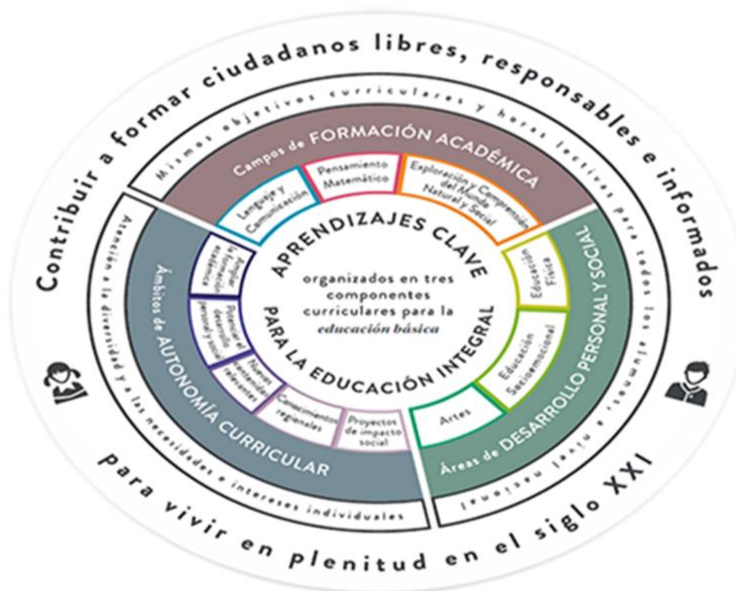 Contribuir a formar ciudadanos libres, responsables e informados
para vivir en plenitud en el siglo XXI
Mismos objetivos curriculares y horas lectivas para todos los alumnos, a nivel nacional
Campos de FORMACIÓN ACADÉMICA
Lenguaje y
Comunicación
Pensamiento
Matemático
Exploración y Comprensión
del Mundo
Natural y Social
Áreas de DESARROLLO PERSONAL Y SOCIAL
Educación
Física
Educación
Socioemocional
Artes
Atención a la diversidad y a las necesidades e intereses individuales
Ámbitos de AUTONOMÍA CURRICULAR
Ampliar
la formación
académica
Potenciar el
desarrollo
personal y social
Nuevos
contenidos
relevantes
Conocimientos
regionales
Proyectos
de impacto
social
APRENDIZAJES CLAVE
organizados en tres
componentes
curriculares para la
educación básica
PARA LA EDUCACIÓN INTEGRAL